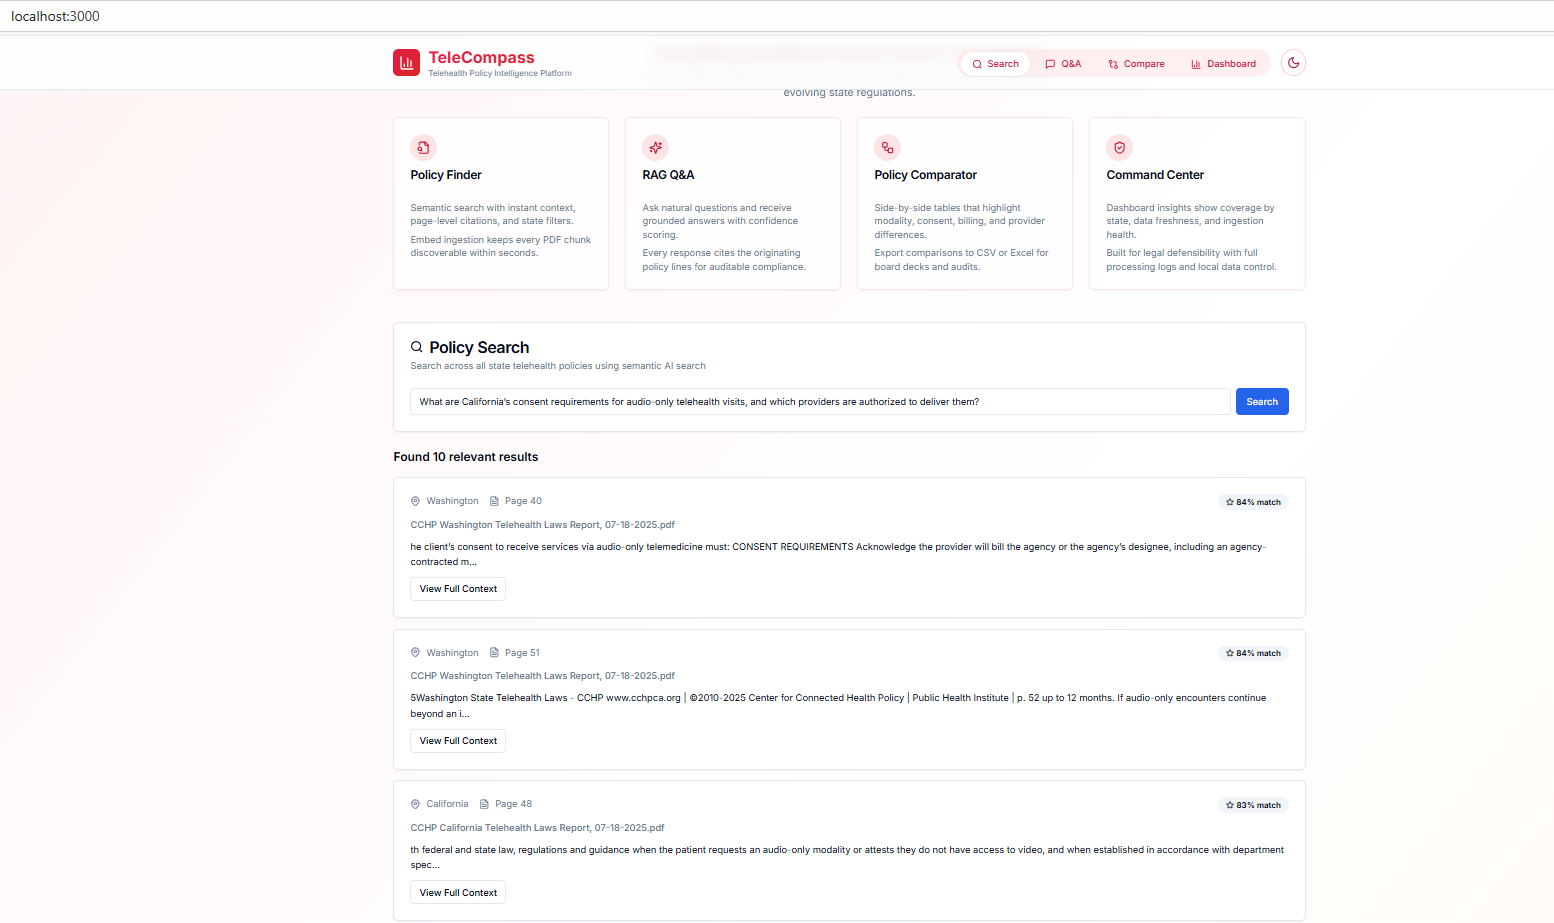 localhost:3000
TeleCompass
Telehealth Policy Intelligence Platform
Search
Q&A
Compare
Dashboard
evolving state regulations.
Policy Finder
Semantic search with instant context,
page-level citations, and state filters.
Embed ingestion keeps every PDF chunk
discoverable within seconds.
RAG Q&A
Ask natural questions and receive
grounded answers with confidence
scoring.
Every response cites the originating
policy lines for auditable compliance.
Policy Comparator
Side-by-side tables that highlight
modality, consent, billing, and provider
differences.
Export comparisons to CSV or Excel for
board decks and audits.
Command Center
Dashboard insights show coverage by
state, data freshness, and ingestion
health.
Built for legal defensibility with full
processing logs and local data control.
Policy Search
Search across all state telehealth policies using semantic AI search
What are California's consent requirements for audio-only telehealth visits, and which providers are authorized to deliver them?
Search
Found 10 relevant results
Washington Page 40
84% match
CCHP Washington Telehealth Laws Report, 07-18-2025.pdf
he client's consent to receive services via audio-only telemedicine must: CONSENT REQUIREMENTS Acknowledge the provider will bill the agency or the agency's designee, including an agency-
contracted m...
View Full Context
Washington Page 51
84% match
CCHP Washington Telehealth Laws Report, 07-18-2025.pdf
5Washington State Telehealth Laws - CCHP www.cchpca.org | ©2010-2025 Center for Connected Health Policy | Public Health Institute | p. 52 up to 12 months. If audio-only encounters continue
beyond an i...
View Full Context
California Page 48
83% match
CCHP California Telehealth Laws Report, 07-18-2025.pdf
th federal and state law, regulations and guidance when the patient requests an audio-only modality or attests they do not have access to video, and when established in accordance with department
spec...
View Full Context